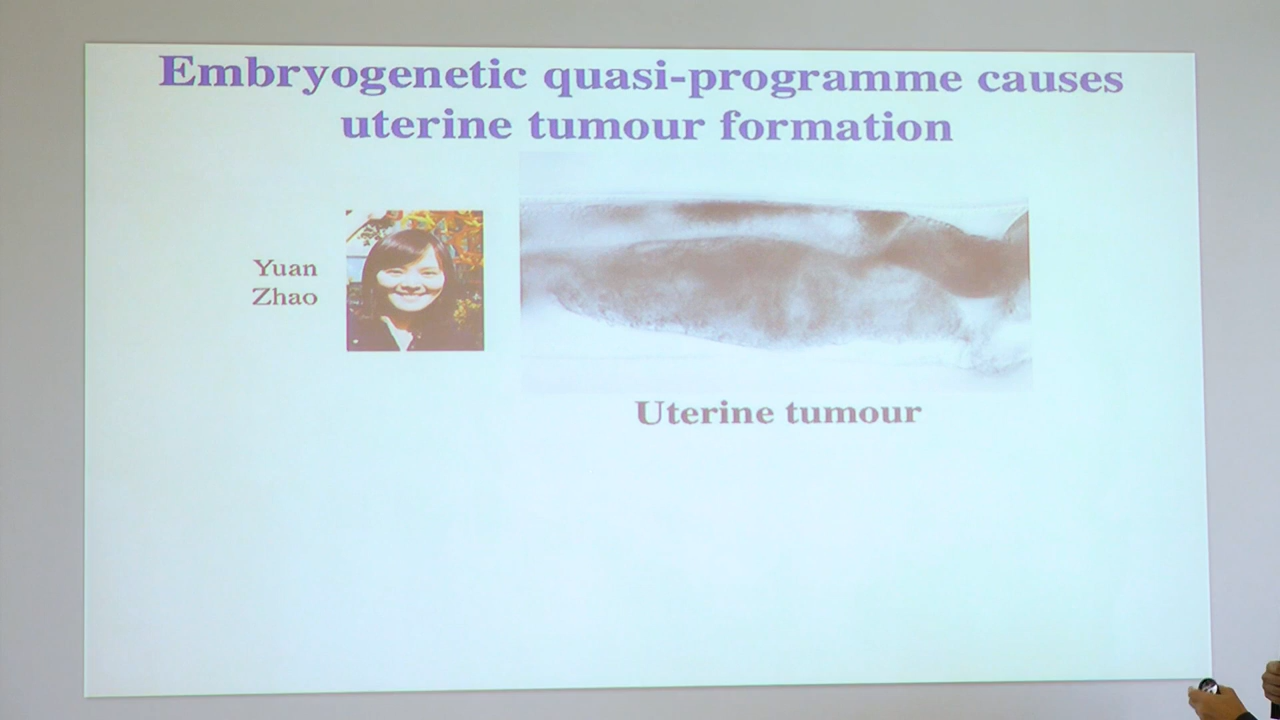 Embryogenetic quasi-programme causes
uterine tumour formation
Yuan
Zhao
Uterine tumour